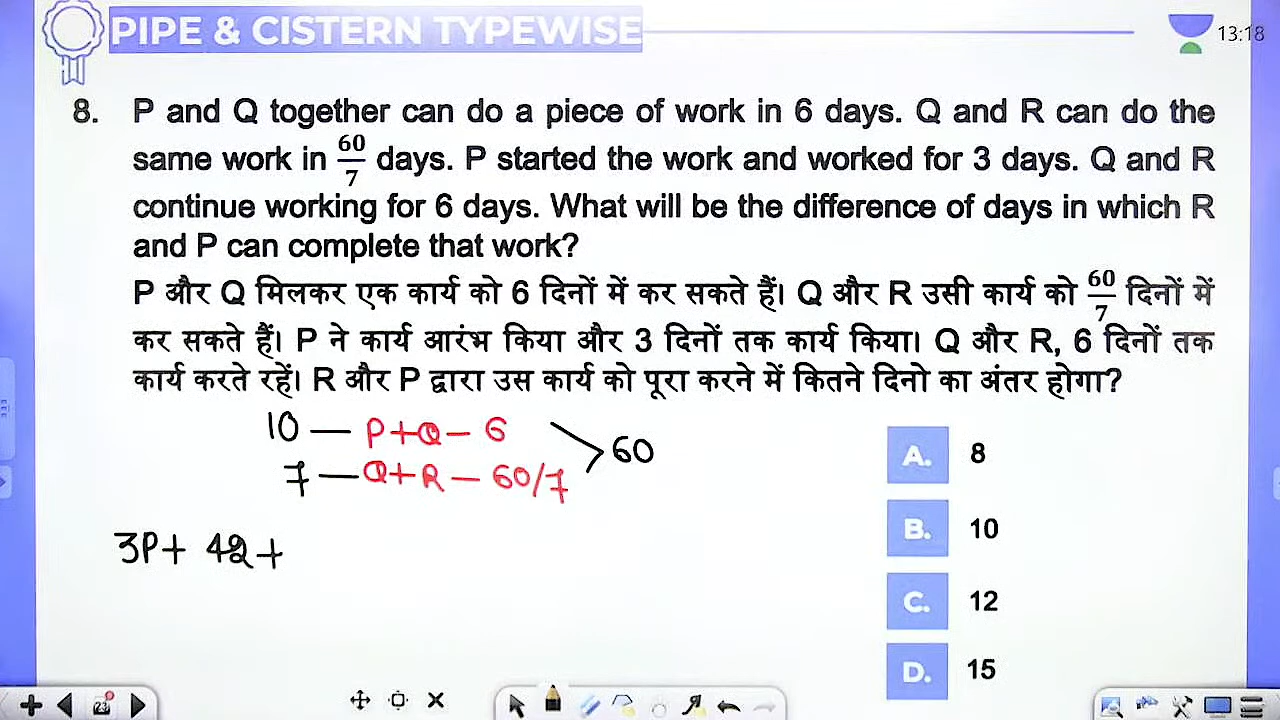 PIPE & CISTERN TYPEWISE
13:18
8. P and Q together can do a piece of work in 6 days. Q and R can do the
same work in 60/7 days. P started the work and worked for 3 days. Q and R
continue working for 6 days. What will be the difference of days in which R
and P can complete that work?
P और Q मिलकर एक कार्य को 6 दिनों में कर सकते हैं। Q और R उसी कार्य को 60/7 दिनों में
कर सकते हैं। P ने कार्य आरंभ किया और 3 दिनों तक कार्य किया। Q और R, 6 दिनों तक
कार्य करते रहें। R और P द्वारा उस कार्य को पूरा करने में कितने दिनो का अंतर होगा?
10 — P+Q — 6
60
7 — Q+R — 60/7
3P + 4Q +
A. 8
B. 10
C. 12
D. 15
23